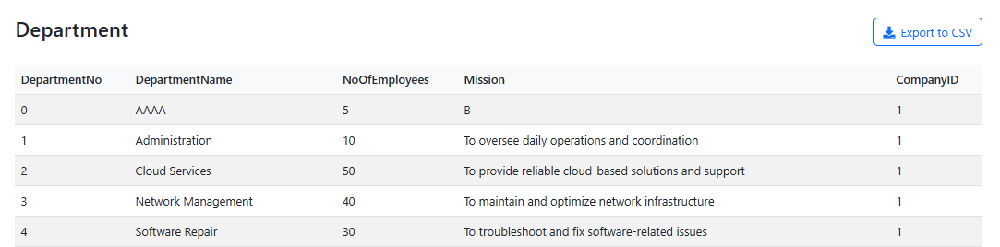 Department
Export to CSV
DepartmentNo DepartmentName NoOfEmployees Mission CompanyID
0 AAAA 5 B 1
1 Administration 10 To oversee daily operations and coordination 1
2 Cloud Services 50 To provide reliable cloud-based solutions and support 1
3 Network Management 40 To maintain and optimize network infrastructure 1
4 Software Repair 30 To troubleshoot and fix software-related issues 1